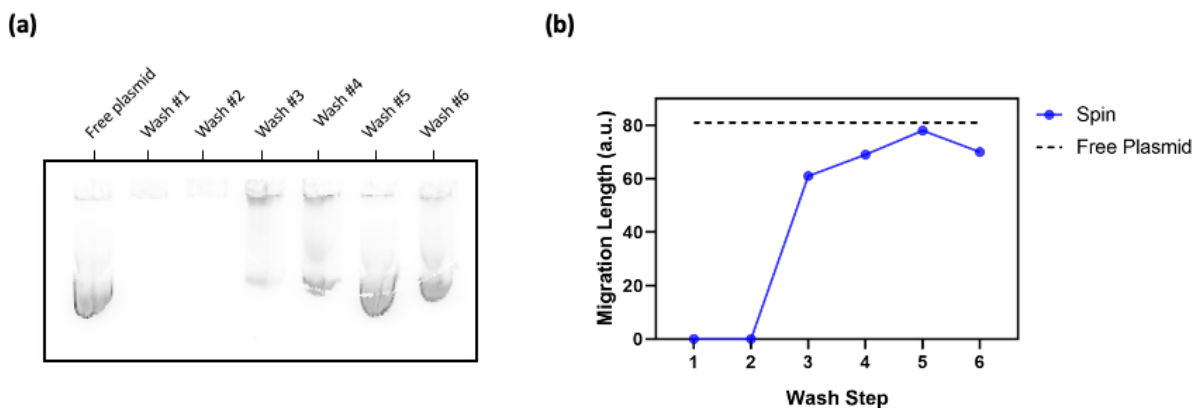 (a)
Free plasmid
Wash #1
Wash #2
Wash #3
Wash #4
Wash #5
Wash #6
(b)
Migration Length (a.u.)
80
60
40
20
0
1 2 3 4 5 6
Wash Step
Spin
Free Plasmid